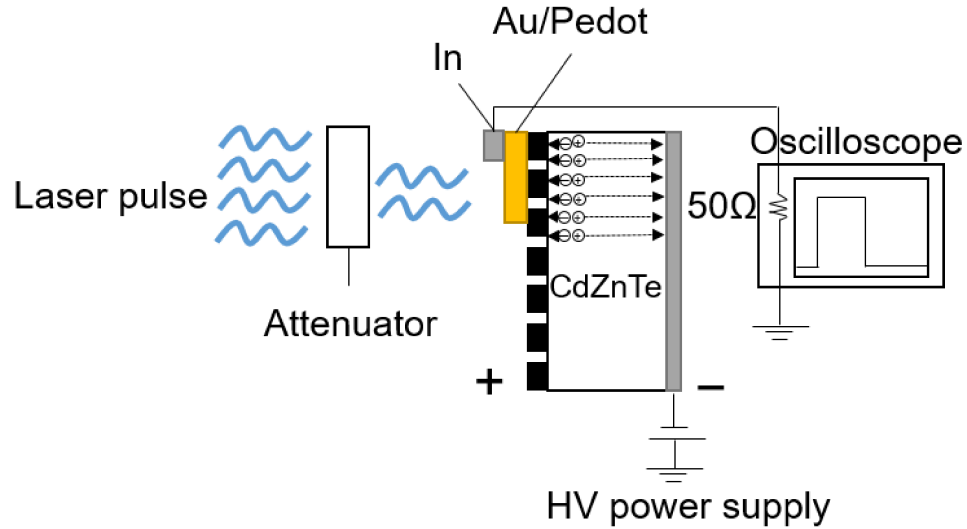 Au/Pedot
In
Oscilloscope
Laser pulse
50Ω
CdZnTe
Attenuator
+
−
HV power supply